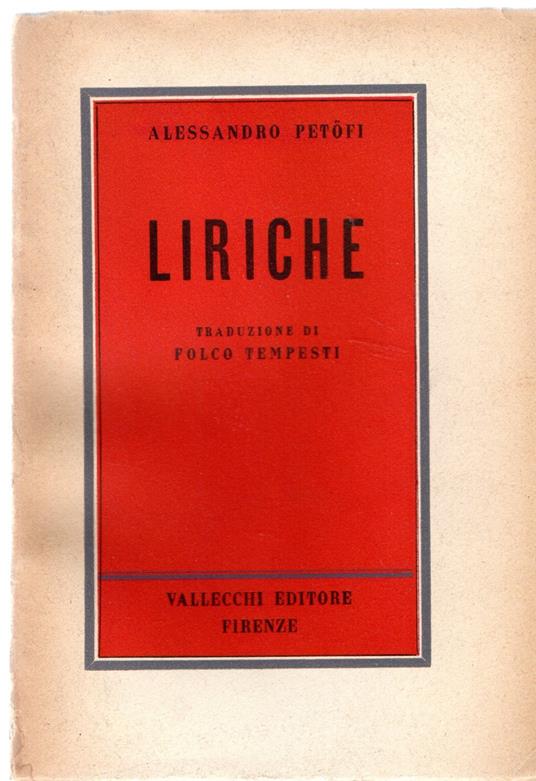 ALESSANDRO PETŐFI
LIRICHE
TRADUZIONE DI
FOLCO TEMPESTI
VALLECCHI EDITORE
FIRENZE